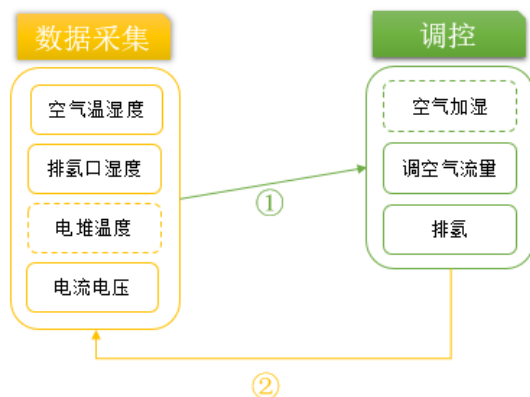 数据采集
空气温湿度
排氢口湿度
电堆温度
电流电压
调控
空气加湿
调空气流量
排氢
①
②